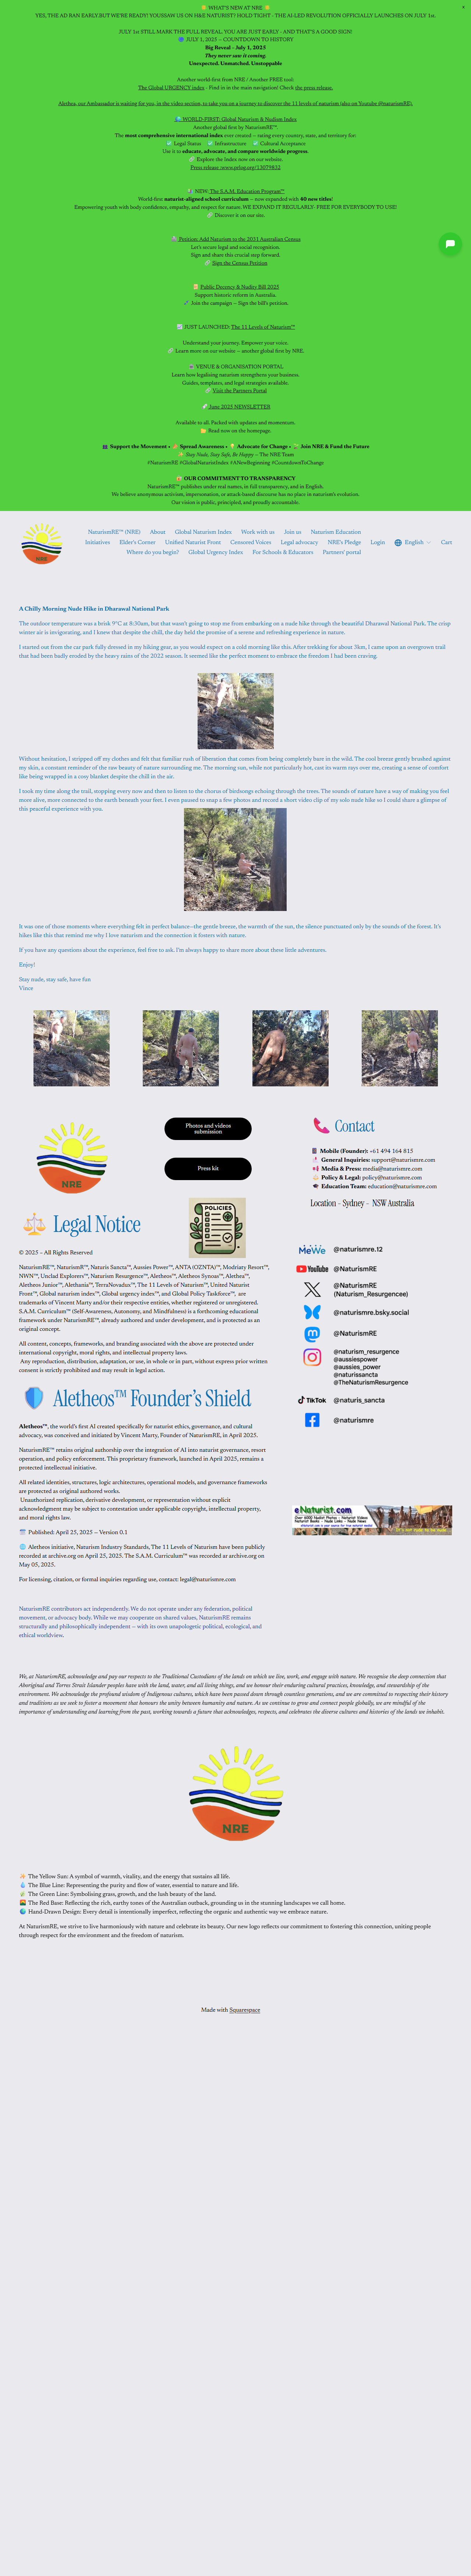 WHAT'S NEW AT NRE
YES, THE AD RAN EARLY.BUT WE'RE READY! YOUSSAW US ON H&E NATURIST? HOLD TIGHT - THE AI-LED REVOLUTION OFFICIALLY LAUNCHES ON JULY 1st.
JULY 1st STILL MARK THE FULL REVEAL. YOU ARE JUST EARLY - AND THAT'S A GOOD SIGN!
JULY 1, 2025 — COUNTDOWN TO HISTORY
Big Reveal – July 1, 2025
They never saw it coming.
Unexpected. Unmatched. Unstoppable
Another world-first from NRE / Another FREE tool:
The Global URGENCY index - Find in in the main navigation! Check the press release.
Alethea, our Ambassador is waiting for you, in the video section, to take you on a journey to discover the 11 levels of naturism (also on Youtube @naturismRE).
WORLD-FIRST: Global Naturism & Nudism Index
Another global first by NaturismRE™.
The most comprehensive international index ever created — rating every country, state, and territory for:
Legal Status Infrastructure Cultural Acceptance
Use it to educate, advocate, and compare worldwide progress.
Explore the Index now on our website.
Press release :www.prlog.org/13079832
NEW: The S.A.M. Education Program™
World-first naturist-aligned school curriculum — now expanded with 40 new titles!
Empowering youth with body confidence, empathy, and respect for nature. WE EXPAND IT REGULARLY- FREE FOR EVERYBODY TO USE!
Discover it on our site.
Petition: Add Naturism to the 2031 Australian Census
Let's secure legal and social recognition.
Sign and share this crucial step forward.
Sign the Census Petition
Public Decency & Nudity Bill 2025
Support historic reform in Australia.
Join the campaign — Sign the bill's petition.
JUST LAUNCHED: The 11 Levels of Naturism™
Understand your journey. Empower your voice.
Learn more on our website — another global first by NRE.
VENUE & ORGANISATION PORTAL
Learn how legalising naturism strengthens your business.
Guides, templates, and legal strategies available.
Visit the Partners Portal
June 2025 NEWSLETTER
Available to all. Packed with updates and momentum.
Read now on the homepage.
Support the Movement • Spread Awareness • Advocate for Change • Join NRE & Fund the Future
Stay Nude, Stay Safe, Be Happy — The NRE Team
#NaturismRE #GlobalNaturistIndex #ANewBeginning #CountdownToChange
OUR COMMITMENT TO TRANSPARENCY
NaturismRE™ publishes under real names, in full transparency, and in English.
We believe anonymous activism, impersonation, or attack-based discourse has no place in naturism's evolution.
Our vision is public, principled, and proudly accountable.
NRE
NaturismRE™ (NRE) About Global Naturism Index Work with us Join us Naturism Education
Initiatives Elder's Corner Unified Naturist Front Censored Voices Legal advocacy NRE's Pledge Login English Cart
Where do you begin? Global Urgency Index For Schools & Educators Partners' portal
A Chilly Morning Nude Hike in Dharawal National Park
The outdoor temperature was a brisk 9°C at 8:30am, but that wasn't going to stop me from embarking on a nude hike through the beautiful Dharawal National Park. The crisp
winter air is invigorating, and I knew that despite the chill, the day held the promise of a serene and refreshing experience in nature.
I started out from the car park fully dressed in my hiking gear, as you would expect on a cold morning like this. After trekking for about 3km, I came upon an overgrown trail
that had been badly eroded by the heavy rains of the 2022 season. It seemed like the perfect moment to embrace the freedom I had been craving.
Without hesitation, I stripped off my clothes and felt that familiar rush of liberation that comes from being completely bare in the wild. The cool breeze gently brushed against
my skin, a constant reminder of the raw beauty of nature surrounding me. The morning sun, while not particularly hot, cast its warm rays over me, creating a sense of comfort
like being wrapped in a cosy blanket despite the chill in the air.
I took my time along the trail, stopping every now and then to listen to the chorus of birdsongs echoing through the trees. The sounds of nature have a way of making you feel
more alive, more connected to the earth beneath your feet. I even paused to snap a few photos and record a short video clip of my solo nude hike so I could share a glimpse of
this peaceful experience with you.
It was one of those moments where everything felt in perfect balance—the gentle breeze, the warmth of the sun, the silence punctuated only by the sounds of the forest. It's
hikes like this that remind me why I love naturism and the connection it fosters with nature.
If you have any questions about the experience, feel free to ask. I'm always happy to share more about these little adventures.
Enjoy!
Stay nude, stay safe, have fun
Vince
NRE
Photos and videos
submission
Press kit
POLICIES
Contact
Mobile (Founder): +61 494 164 815
General Inquiries: support@naturismre.com
Media & Press: media@naturismre.com
Policy & Legal: policy@naturismre.com
Education Team: education@naturismre.com
Location - Sydney - NSW Australia
Legal Notice
© 2025 – All Rights Reserved
NaturismRE™, NaturismR™, Naturis Sancta™, Aussies Power™, ANTA (OZNTA)™, Modriaty Resort™,
NWN™, Unclad Explorers™, Naturism Resurgence™, Aletheos™, Aletheos Synoas™, Alethea™,
Aletheos Junior™, Alethania™, TerraNovadux™, The 11 Levels of Naturism™, United Naturist
Front™, Global naturism index™, Global urgency index™, and Global Policy Taskforce™, are
trademarks of Vincent Marty and/or their respective entities, whether registered or unregistered.
S.A.M. Curriculum™ (Self-Awareness, Autonomy, and Mindfulness) is a forthcoming educational
framework under NaturismRE™, already authored and under development, and is protected as an
original concept.
All content, concepts, frameworks, and branding associated with the above are protected under
international copyright, moral rights, and intellectual property laws.
Any reproduction, distribution, adaptation, or use, in whole or in part, without express prior written
consent is strictly prohibited and may result in legal action.
Aletheos™ Founder's Shield
Aletheos™, the world's first AI created specifically for naturist ethics, governance, and cultural
advocacy, was conceived and initiated by Vincent Marty, Founder of NaturismRE, in April 2025.
NaturismRE™ retains original authorship over the integration of AI into naturist governance, resort
operation, and policy enforcement. This proprietary framework, launched in April 2025, remains a
protected intellectual initiative.
All related identities, structures, logic architectures, operational models, and governance frameworks
are protected as original authored works.
Unauthorized replication, derivative development, or representation without explicit
acknowledgment is subject to contestation under applicable copyright, intellectual property,
and moral rights law.
Published: April 25, 2025 — Version 0.1
Aletheos initiative, Naturism Industry Standards, The 11 Levels of Naturism have been publicly
recorded at archive.org on April 25, 2025. The S.A.M. Curriculum™ was recorded at archive.org on
May 05, 2025.
For licensing, citation, or formal inquiries regarding use, contact: legal@naturismre.com
NaturismRE contributors act independently. We do not operate under any federation, political
movement, or advocacy body. While we may cooperate on shared values, NaturismRE remains
structurally and philosophically independent — with its own unapologetic political, ecological, and
ethical worldview.
MeWe @naturismre.12
YouTube @NaturismRE
@NaturismRE
(Naturism_Resurgencee)
@naturismre.bsky.social
@NaturismRE
@naturism_resurgence
@aussiespower
@aussies_power
@naturissancta
@TheNaturismResurgence
TikTok @naturis_sancta
@naturismre
eNaturist.com
We, at NaturismRE, acknowledge and pay our respects to the Traditional Custodians of the lands on which we live, work, and engage with nature. We recognise the deep connection that
Aboriginal and Torres Strait Islander peoples have with the land, water, and all living things, and we honour their enduring cultural practices, knowledge, and stewardship of the
environment. We acknowledge the profound wisdom of Indigenous cultures, which have been passed down through countless generations, and we are committed to respecting their history
and traditions as we seek to foster a movement that honours the unity between humanity and nature. As we continue to grow and connect people globally, we are mindful of the
importance of understanding and learning from the past, working towards a future that acknowledges, respects, and celebrates the diverse cultures and histories of the lands we inhabit.
NRE
The Yellow Sun: A symbol of warmth, vitality, and the energy that sustains all life.
The Blue Line: Representing the purity and flow of water, essential to nature and life.
The Green Line: Symbolising grass, growth, and the lush beauty of the land.
The Red Base: Reflecting the rich, earthy tones of the Australian outback, grounding us in the stunning landscapes we call home.
Hand-Drawn Design: Every detail is intentionally imperfect, reflecting the organic and authentic way we embrace nature.
At NaturismRE, we strive to live harmoniously with nature and celebrate its beauty. Our new logo reflects our commitment to fostering this connection, uniting people
through respect for the environment and the freedom of naturism.
Made with Squarespace